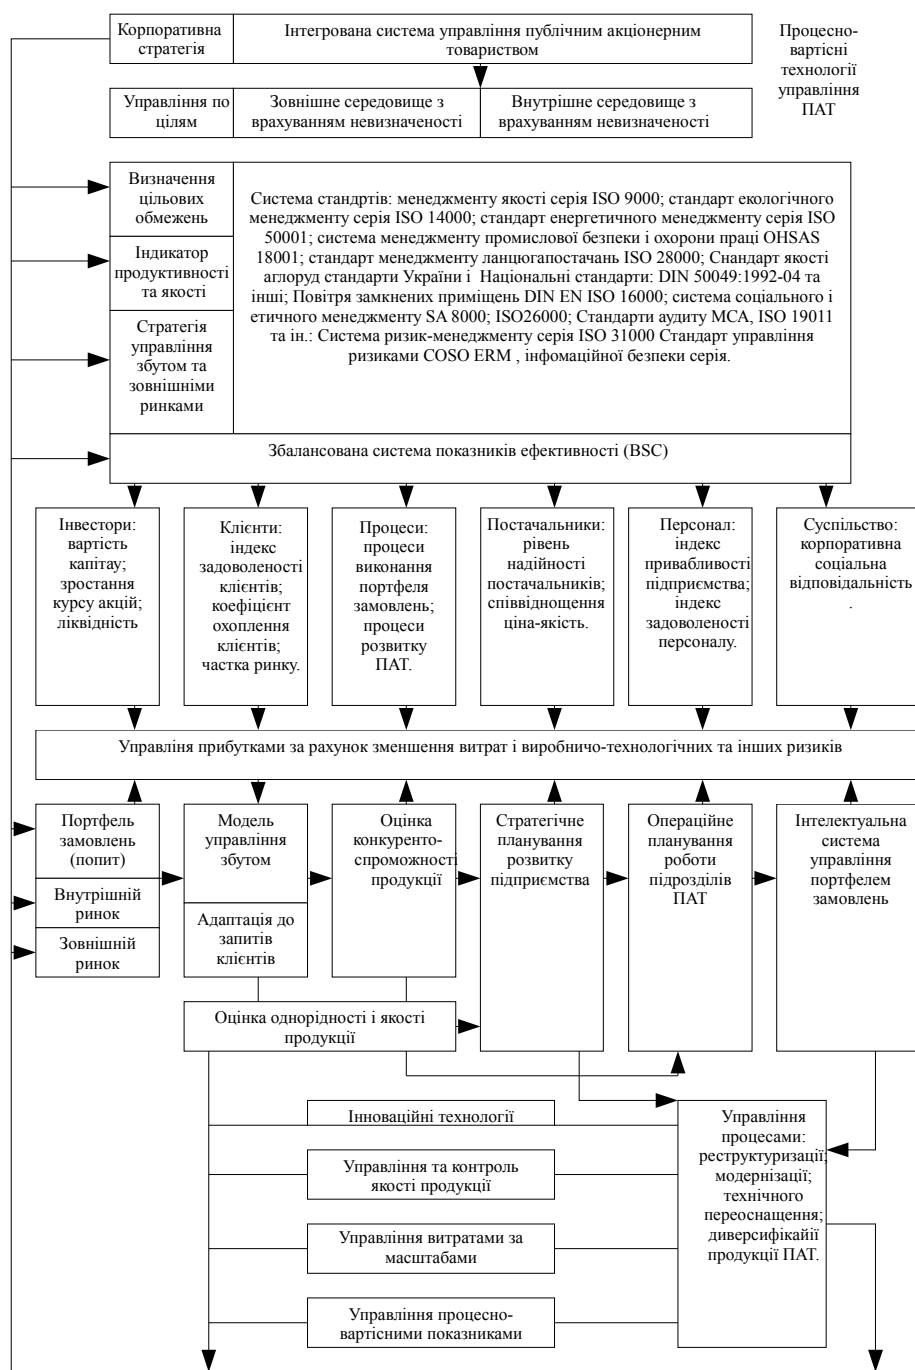 Корпоративна
стратегія
Інтегрована система управління публічним акціонерним
товариством
Процесно-
вартісні
технології
управління
ПАТ
Управління по
цілям
Зовнішне середовище з
врахуванням невизначеності
Внутрішне середовище з
врахуванням невизначеності
Визначення
цільових
обмежень
Індикатор
продуктивності
та якості
Стратегія
управління
збутом та
зовнішніми
ринками
Система стандртів: менеджменту якості серія ISO 9000; стандарт екологічного
менеджменту серія ISO 14000; стандарт енергетичного менеджменту серія ISO
50001; система менеджменту промислової безпеки і охорони праці OHSAS
18001; стандарт менеджменту ланцюгапостачань ISO 28000; Снандарт якості
аглоруд стандарти України і Національні стандарти: DIN 50049:1992-04 та
інші; Повітря замкнених приміщень DIN EN ISO 16000; система соціального і
етичного менеджменту SA 8000; ISO26000; Стандарти аудиту МСА, ISO 19011
та ін.: Система ризик-менеджменту серія ISO 31000 Стандарт управління
ризиками COSO ERM , інфомаційної безпеки серія.
Збалансована система показників ефективності (BSC)
Інвестори:
вартість
капітау;
зростання
курсу акцій;
ліквідність
Клієнти:
індекс
задоволеності
клієнтів;
коефіцієнт
охоплення
клієнтів;
частка ринку.
Процеси:
процеси
виконання
портфеля
замовлень;
процеси
розвитку
ПАТ.
Постачальники:
рівень
надійності
постачальників;
співвіднощення
ціна-якість.
Персонал:
індекс
привабливості
підприємства;
індекс
задоволеності
персоналу.
Суспільство:
корпоративна
соціальна
відповідальність
.
Управліня прибутками за рахунок зменшення витрат і виробничо-технологічних та інших ризиків
Портфель
замовлень
(попит)
Внутрішній
ринок
Зовнішній
ринок
Модель
управління
збутом
Адаптація до
запитів
клієнтів
Оцінка
конкуренто-
спроможності
продукції
Стратегічне
планування
розвитку
підприємства
Операційне
планування
роботи
підрозділів
ПАТ
Інтелектуальна
система
управління
портфелем
замовлень
Оцінка однорідності і якості
продукції
Інноваційні технології
Управління та контроль
якості продукції
Управління витратами за
масштабами
Управління процесно-
вартісними показниками
Управління
процесами:
реструктуризації;
модернізації;
технічного
переоснащення;
диверсифікайії
продукції ПАТ.